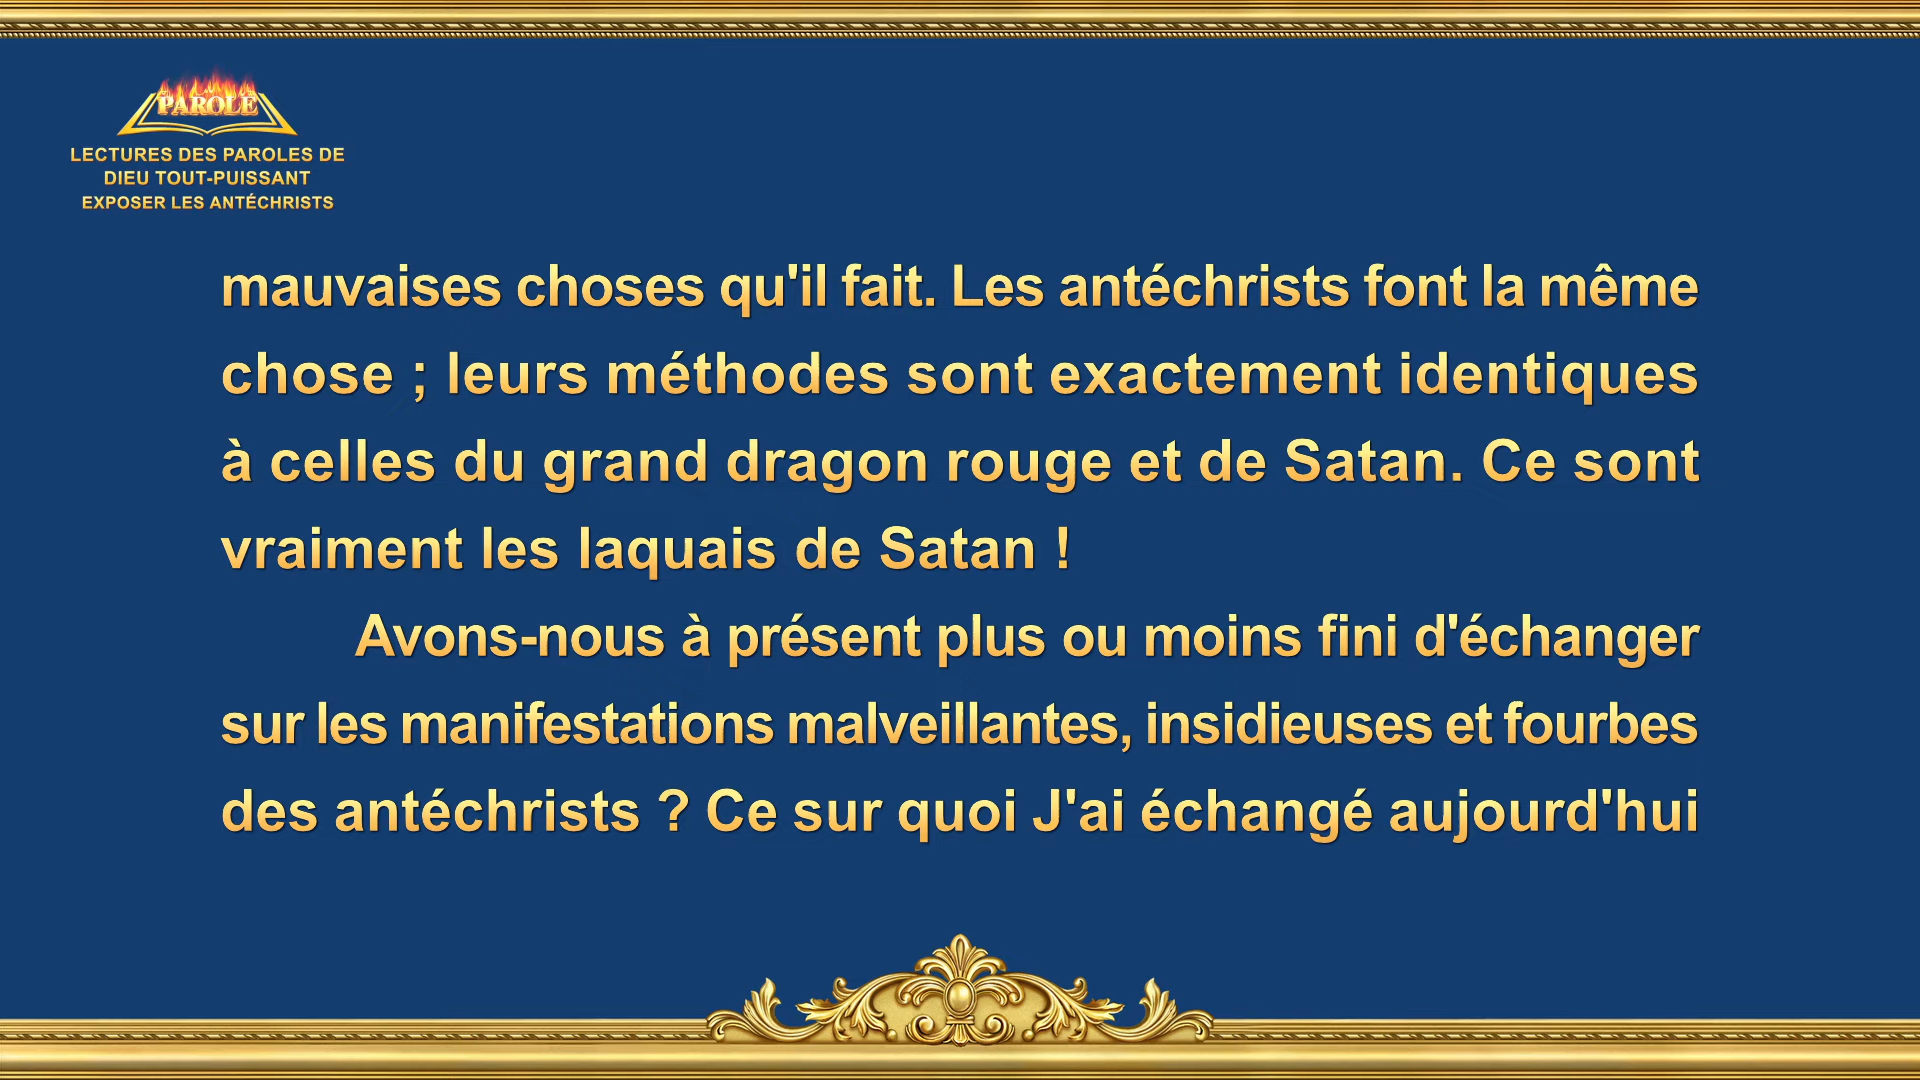 PAROLE
LECTURES DES PAROLES DE
DIEU TOUT-PUISSANT
EXPOSER LES ANTÉCHRISTS
mauvaises choses qu'il fait. Les antéchrists font la même
chose ; leurs méthodes sont exactement identiques
à celles du grand dragon rouge et de Satan. Ce sont
vraiment les laquais de Satan !
Avons-nous à présent plus ou moins fini d'échanger
sur les manifestations malveillantes, insidieuses et fourbes
des antéchrists ? Ce sur quoi J'ai échangé aujourd'hui